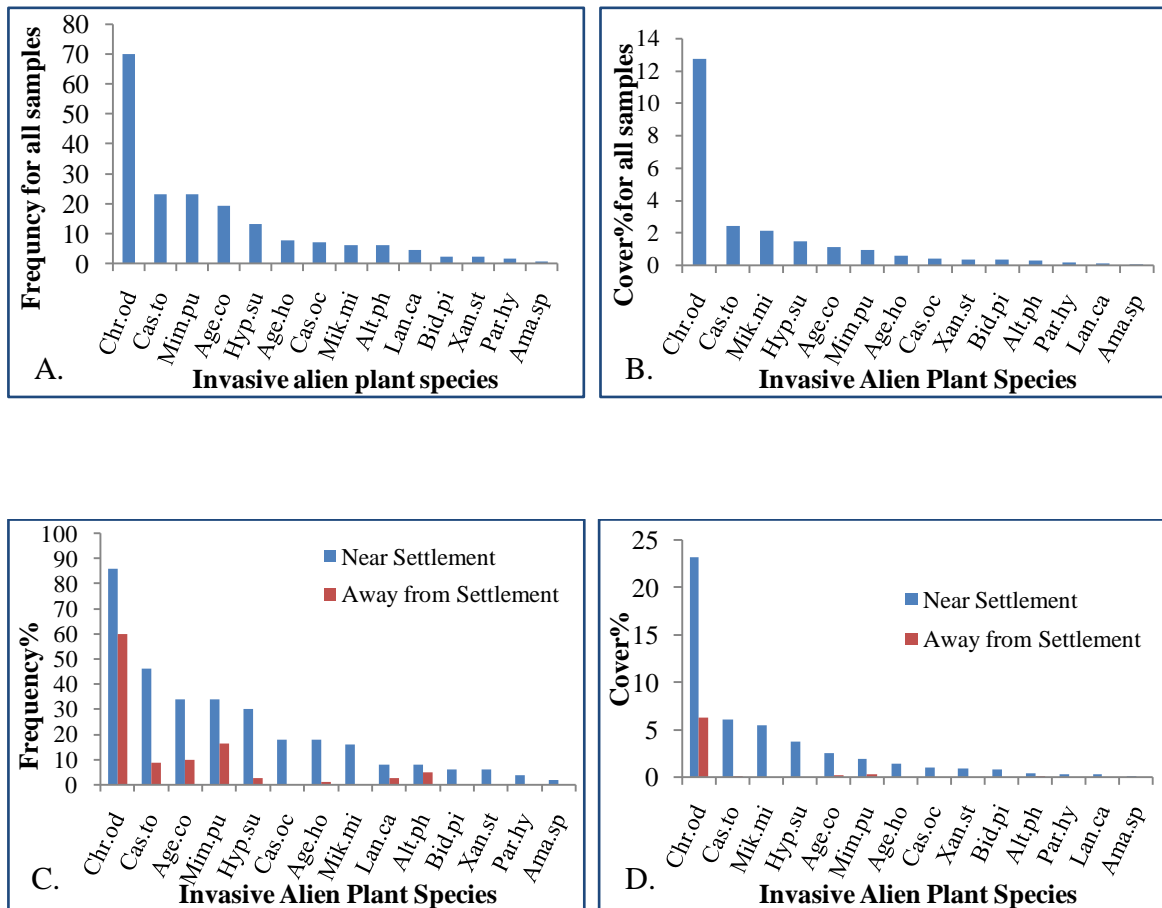 Frequncy for all samples
80
70
60
50
40
30
20
10
0
Chr.od
Cas.to
Mim.pu
Age.co
Hyp.su
Age.ho
Cas.oc
Mik.mi
Alt.ph
Lan.ca
Bid.pi
Xan.st
Par.hy
Ama.sp
A.
Invasive alien plant species
Cover%for all samples
14
12
10
8
6
4
2
0
Chr.od
Cas.to
Mik.mi
Hyp.su
Age.co
Mim.pu
Age.ho
Cas.oc
Xan.st
Bid.pi
Alt.ph
Par.hy
Lan.ca
Ama.sp
B.
Invasive Alien Plant Species
Frequency%
100
90
80
70
60
50
40
30
20
10
0
Near Settlement
Away from Settlement
Chr.od
Cas.to
Age.co
Mim.pu
Hyp.su
Cas.oc
Age.ho
Mik.mi
Lan.ca
Alt.ph
Bid.pi
Xan.st
Par.hy
Ama.sp
C.
Invasive Alien Plant Species
Cover%
25
20
15
10
5
0
Near Settlement
Away from Settlement
Chr.od
Cas.to
Mik.mi
Hyp.su
Age.co
Mim.pu
Age.ho
Cas.oc
Xan.st
Bid.pi
Alt.ph
Par.hy
Lan.ca
Ama.sp
D.
Invasive Alien Plant Species